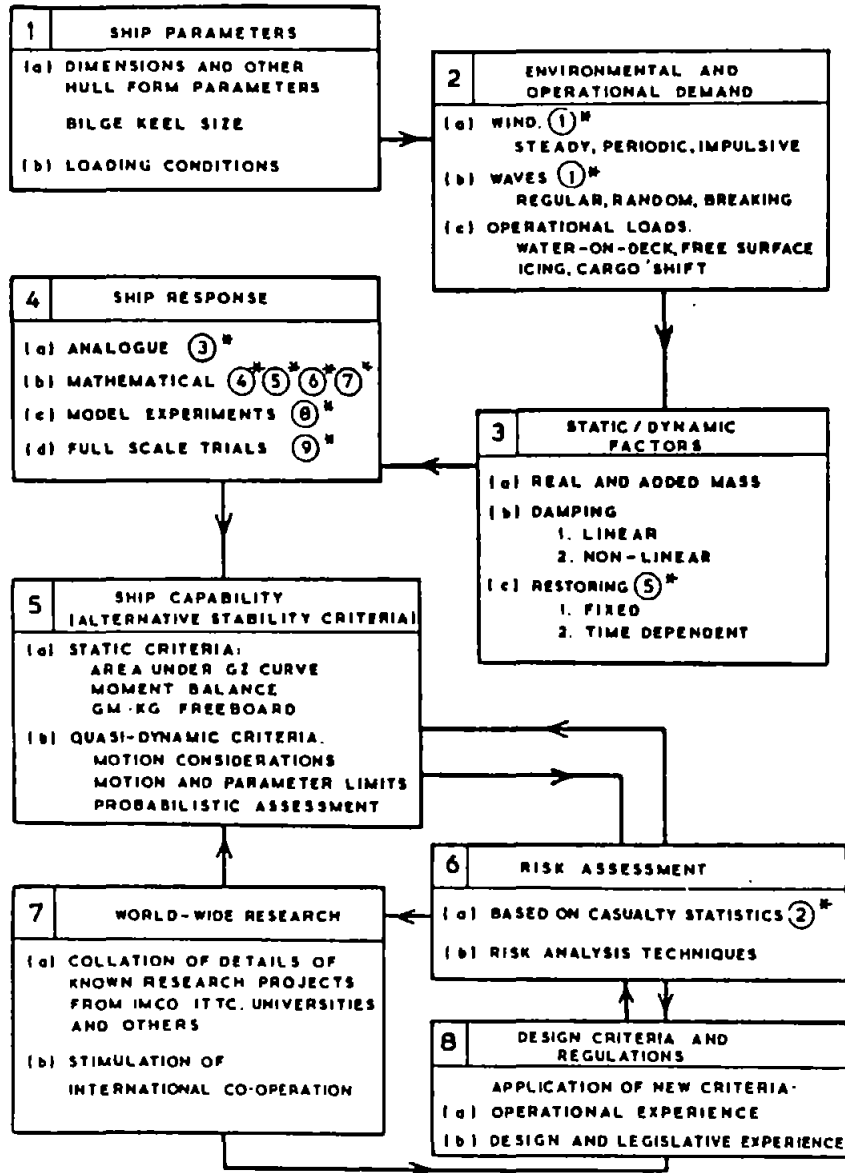 1 SHIP PARAMETERS
(a) DIMENSIONS AND OTHER
HULL FORM PARAMETERS
BILGE KEEL SIZE
(b) LOADING CONDITIONS
2 ENVIRONMENTAL AND
OPERATIONAL DEMAND
(a) WIND. ①*
STEADY, PERIODIC, IMPULSIVE
(b) WAVES ①*
REGULAR, RANDOM, BREAKING
(c) OPERATIONAL LOADS.
WATER-ON-DECK, FREE SURFACE
ICING, CARGO SHIFT
4 SHIP RESPONSE
(a) ANALOGUE ③*
(b) MATHEMATICAL ④*⑤*⑥*⑦*
(c) MODEL EXPERIMENTS ⑧*
(d) FULL SCALE TRIALS ⑨*
3 STATIC/DYNAMIC
FACTORS
(a) REAL AND ADDED MASS
(b) DAMPING
1. LINEAR
2. NON-LINEAR
(c) RESTORING ⑤*
1. FIXED
2. TIME DEPENDENT
5 SHIP CAPABILITY
(ALTERNATIVE STABILITY CRITERIA)
(a) STATIC CRITERIA:
AREA UNDER GZ CURVE
MOMENT BALANCE
GM-KG FREEBOARD
(b) QUASI-DYNAMIC CRITERIA.
MOTION CONSIDERATIONS
MOTION AND PARAMETER LIMITS
PROBABILISTIC ASSESSMENT
6 RISK ASSESSMENT
(a) BASED ON CASUALTY STATISTICS ②*
(b) RISK ANALYSIS TECHNIQUES
7 WORLD-WIDE RESEARCH
(a) COLLATION OF DETAILS OF
KNOWN RESEARCH PROJECTS
FROM IMCO ITTC, UNIVERSITIES
AND OTHERS
(b) STIMULATION OF
INTERNATIONAL CO-OPERATION
8 DESIGN CRITERIA AND
REGULATIONS
APPLICATION OF NEW CRITERIA-
(a) OPERATIONAL EXPERIENCE
(b) DESIGN AND LEGISLATIVE EXPERIENCE